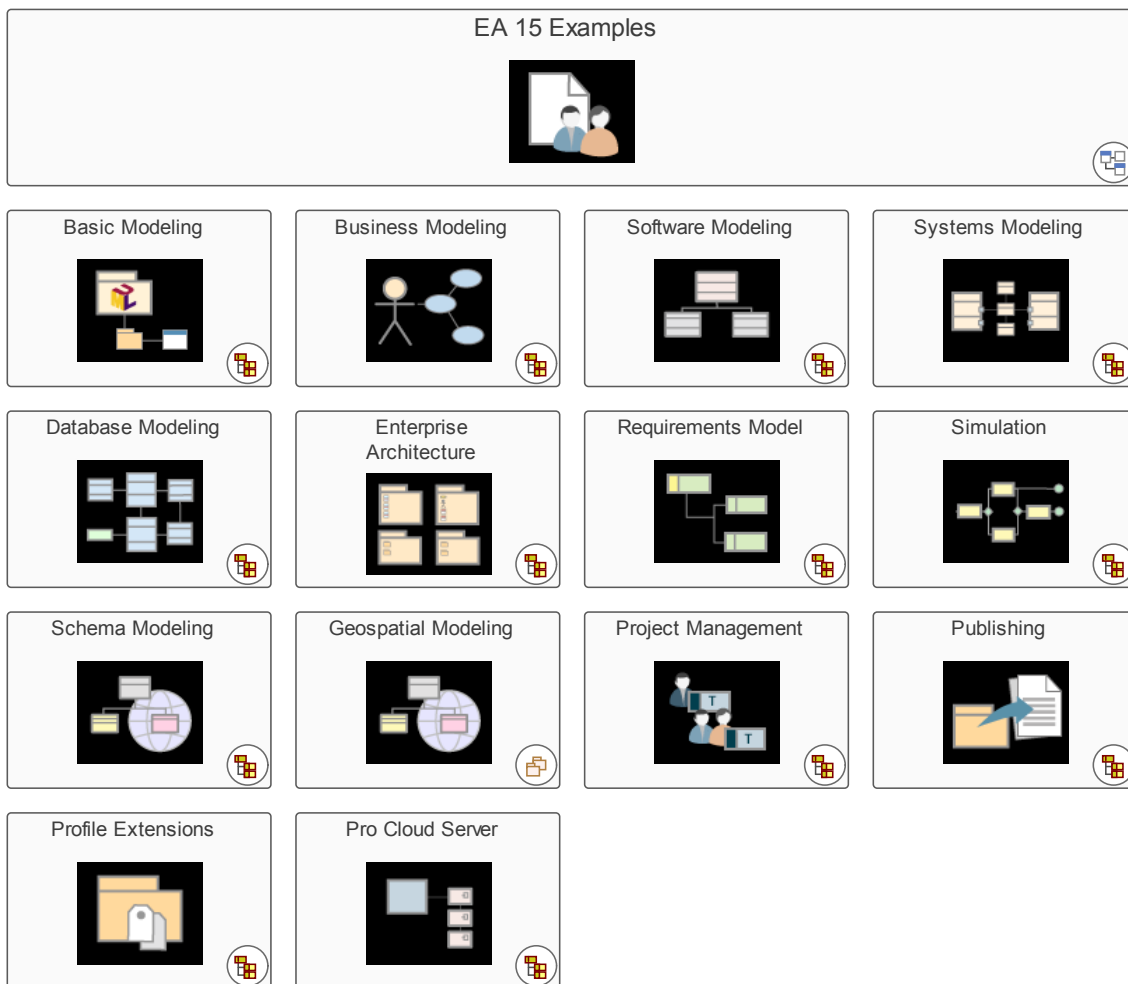 EA 15 Examples
Basic Modeling
Business Modeling
Software Modeling
Systems Modeling
UML
Database Modeling
Enterprise
Architecture
Requirements Model
Simulation
Schema Modeling
Geospatial Modeling
Project Management
Publishing
T
T
Profile Extensions
Pro Cloud Server